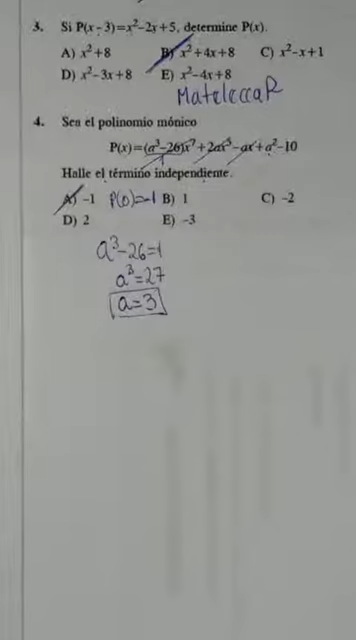 3. Si P(x - 3)=x²-2x+5, determine P(x).
A) x²+8 B) x²+4x+8 C) x²-x+1
D) x²-3x+8 E) x²-4x+8
MateleccaR
4. Sea el polinomio mónico
P(x)=(a³-26)x⁷+2ax⁵-ax+a²-10
1
Halle el término independiente.
A) -1 P(0)=-1 B) 1 C) -2
D) 2 E) -3
a³-26=1
a³=27
a=3